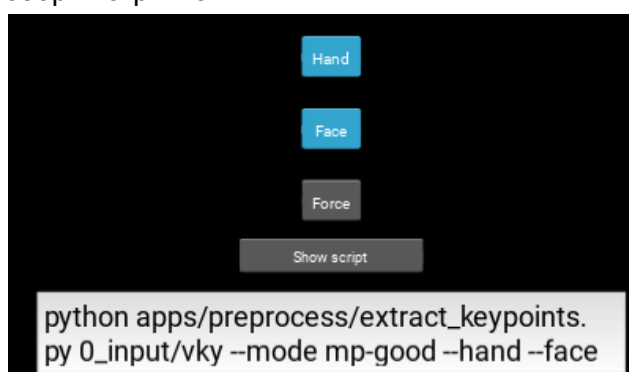 Hand
Face
Force
Show script
python apps/preprocess/extract_keypoints.
py 0_input/vky --mode mp-good --hand --face